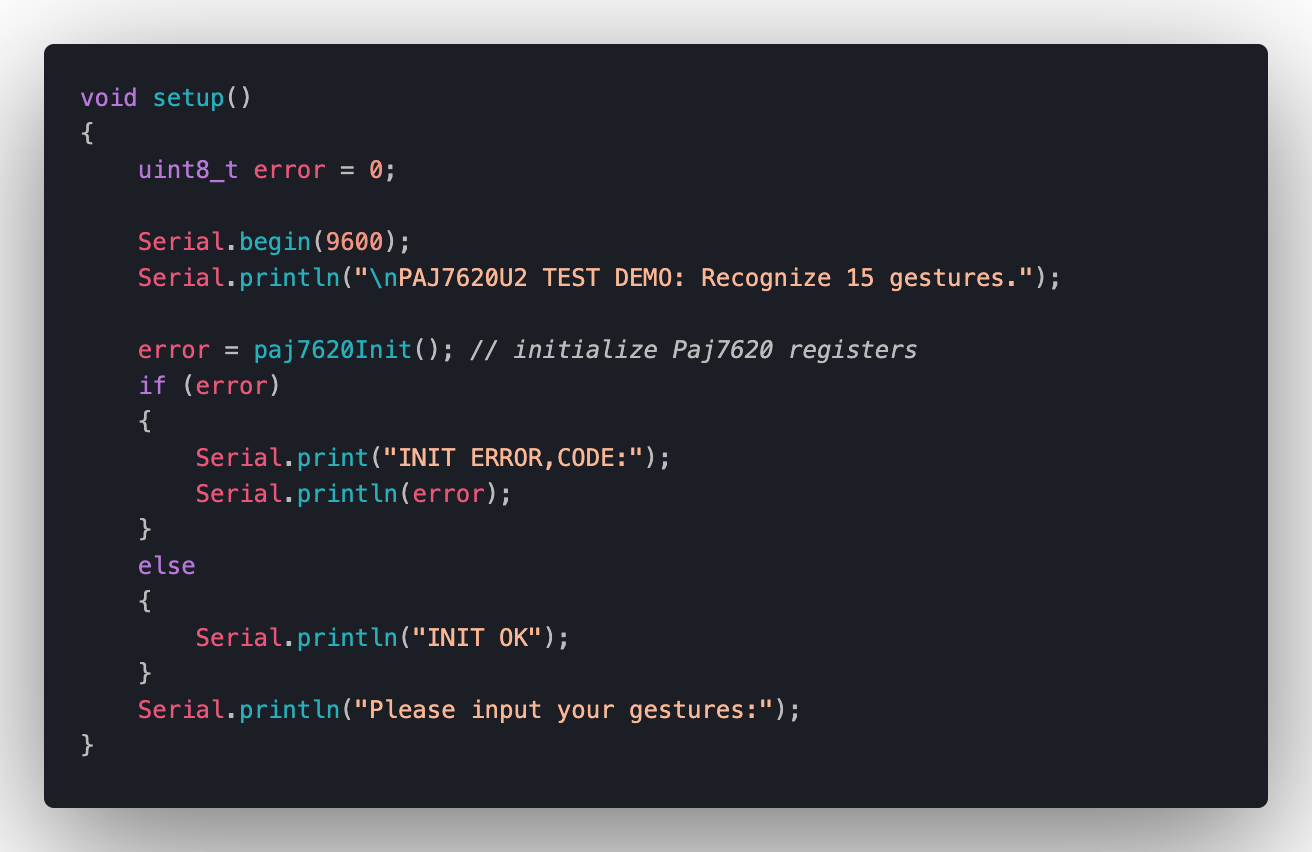 void setup()
{
    uint8_t error = 0;

    Serial.begin(9600);
    Serial.println("\nPAJ7620U2 TEST DEMO: Recognize 15 gestures.");

    error = paj7620Init(); // initialize Paj7620 registers
    if (error)
    {
        Serial.print("INIT ERROR,CODE:");
        Serial.println(error);
    }
    else
    {
        Serial.println("INIT OK");
    }
    Serial.println("Please input your gestures:");
}